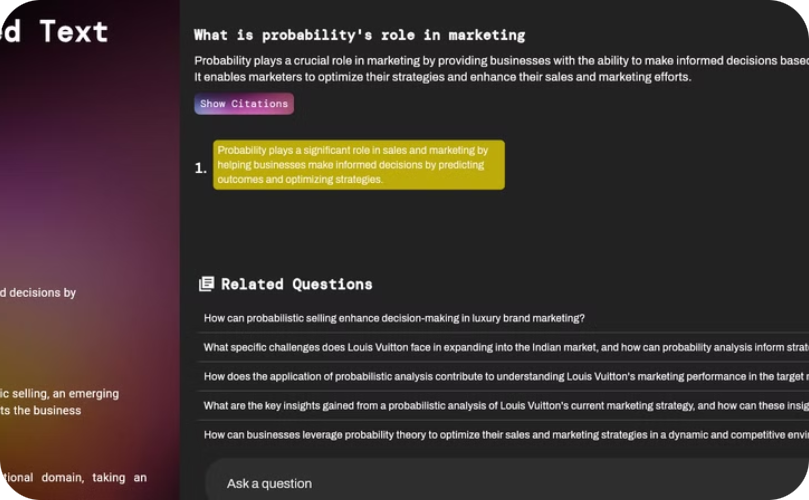 ed Text
d decisions by
ic selling, an emerging
ts the business
tional domain, taking an
What is probability's role in marketing
Probability plays a crucial role in marketing by providing businesses with the ability to make informed decisions based
It enables marketers to optimize their strategies and enhance their sales and marketing efforts.
Show Citations
1.
Probability plays a significant role in sales and marketing by
helping businesses make informed decisions by predicting
outcomes and optimizing strategies.
Related Questions
How can probabilistic selling enhance decision-making in luxury brand marketing?
What specific challenges does Louis Vuitton face in expanding into the Indian market, and how can probability analysis inform strat
How does the application of probabilistic analysis contribute to understanding Louis Vuitton's marketing performance in the target
What are the key insights gained from a probabilistic analysis of Louis Vuitton's current marketing strategy, and how can these insig
How can businesses leverage probability theory to optimize their sales and marketing strategies in a dynamic and competitive envi
Ask a question